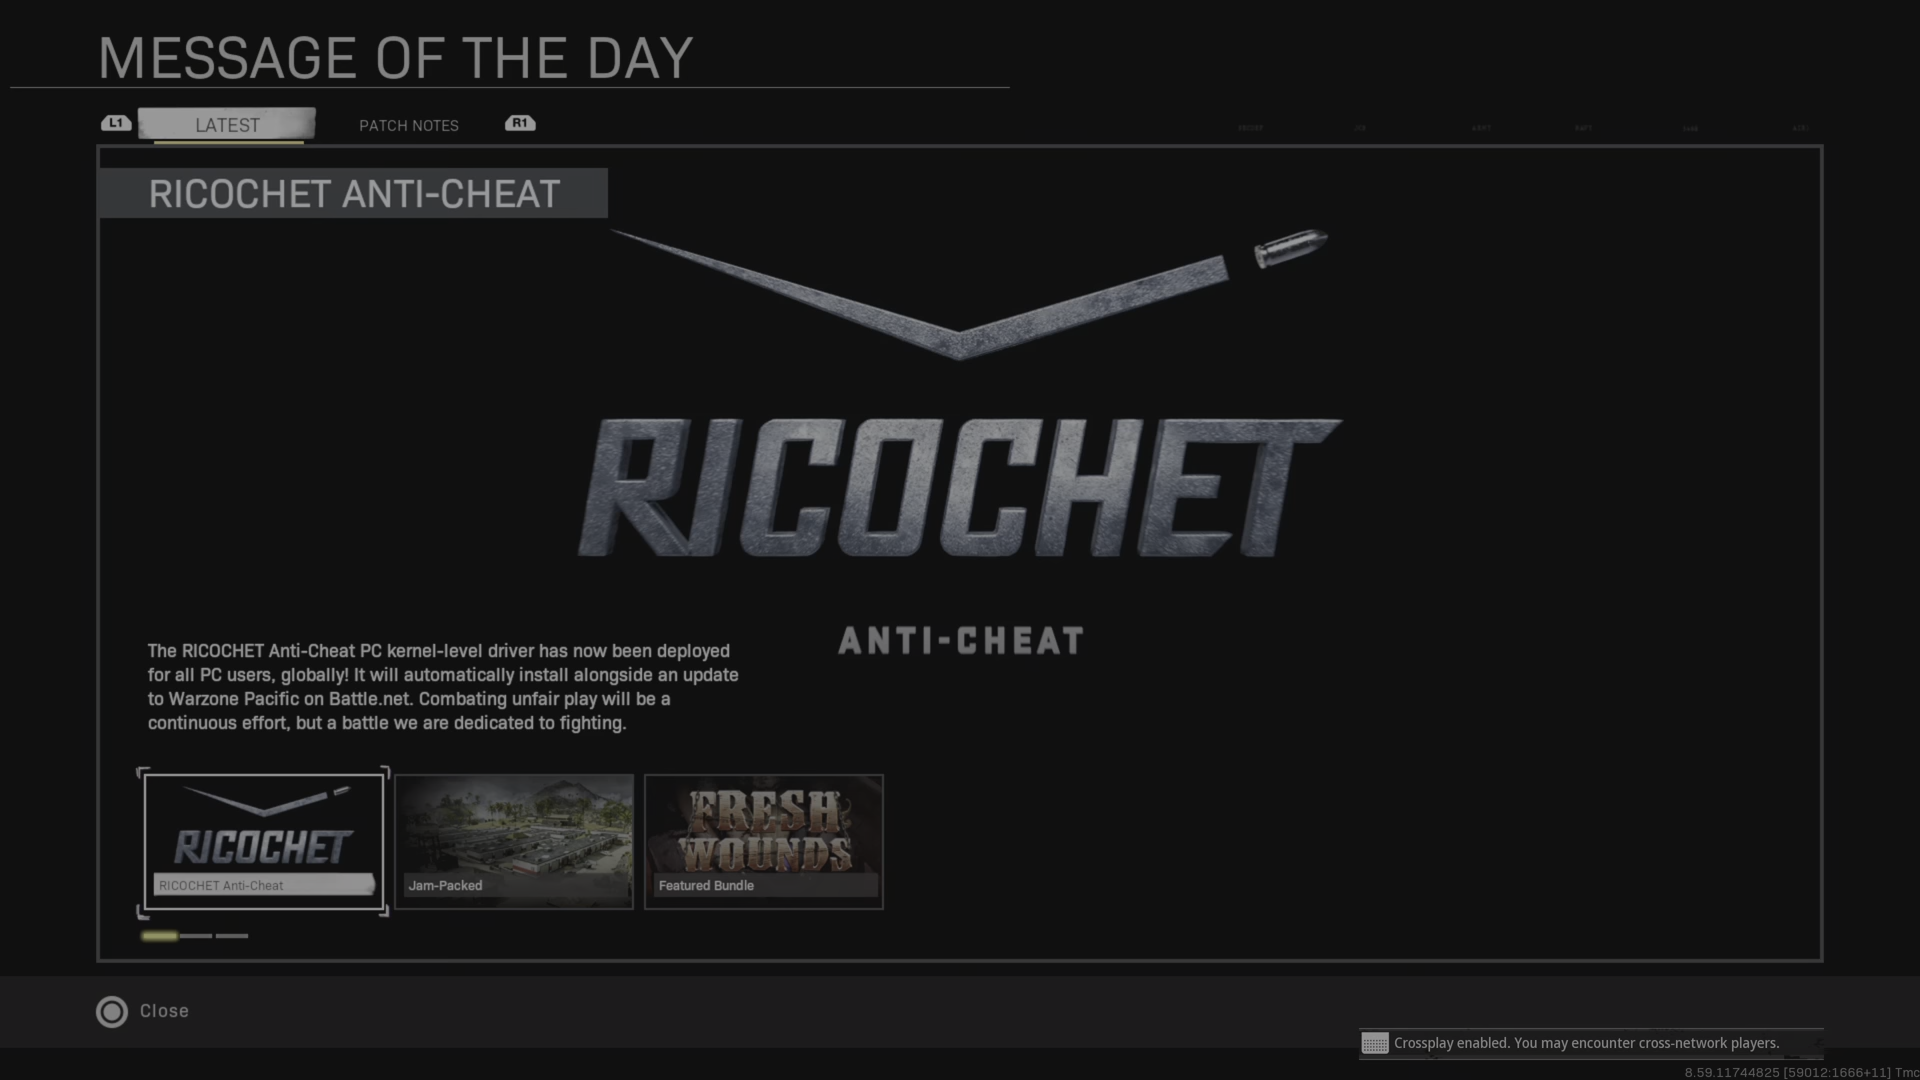 MESSAGE OF THE DAY
L1
LATEST
PATCH NOTES
R1
RICOCHET ANTI-CHEAT
RICOCHET
ANTI-CHEAT
The RICOCHET Anti-Cheat PC kernel-level driver has now been deployed
for all PC users, globally! It will automatically install alongside an update
to Warzone Pacific on Battle.net. Combating unfair play will be a
continuous effort, but a battle we are dedicated to fighting.
RICOCHET
RICOCHET Anti-Cheat
Jam-Packed
FRESH
WOUNDS
Featured Bundle
Close
Crossplay enabled. You may encounter cross-network players.
8.59.11744825 [59012:1666+11] Tmc